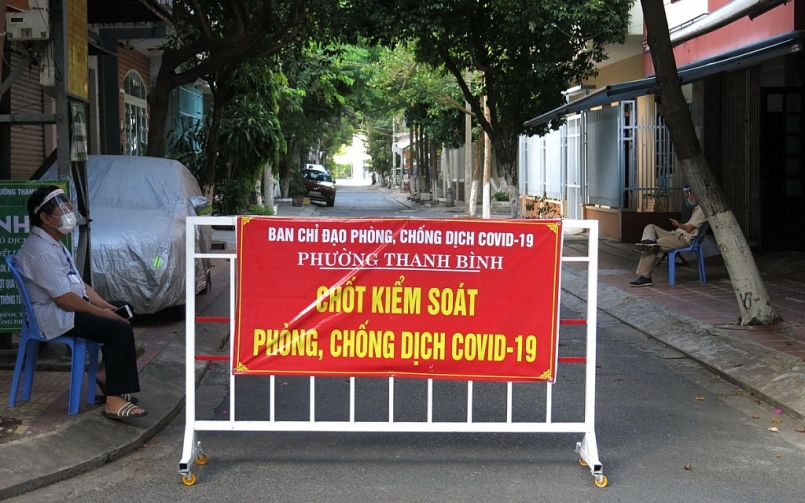 BAN CHỈ ĐẠO PHÒNG, CHỐNG DỊCH COVID-19
PHƯỜNG THANH BÌNH
CHỐT KIỂM SOÁT
PHÒNG, CHỐNG DỊCH COVID-19